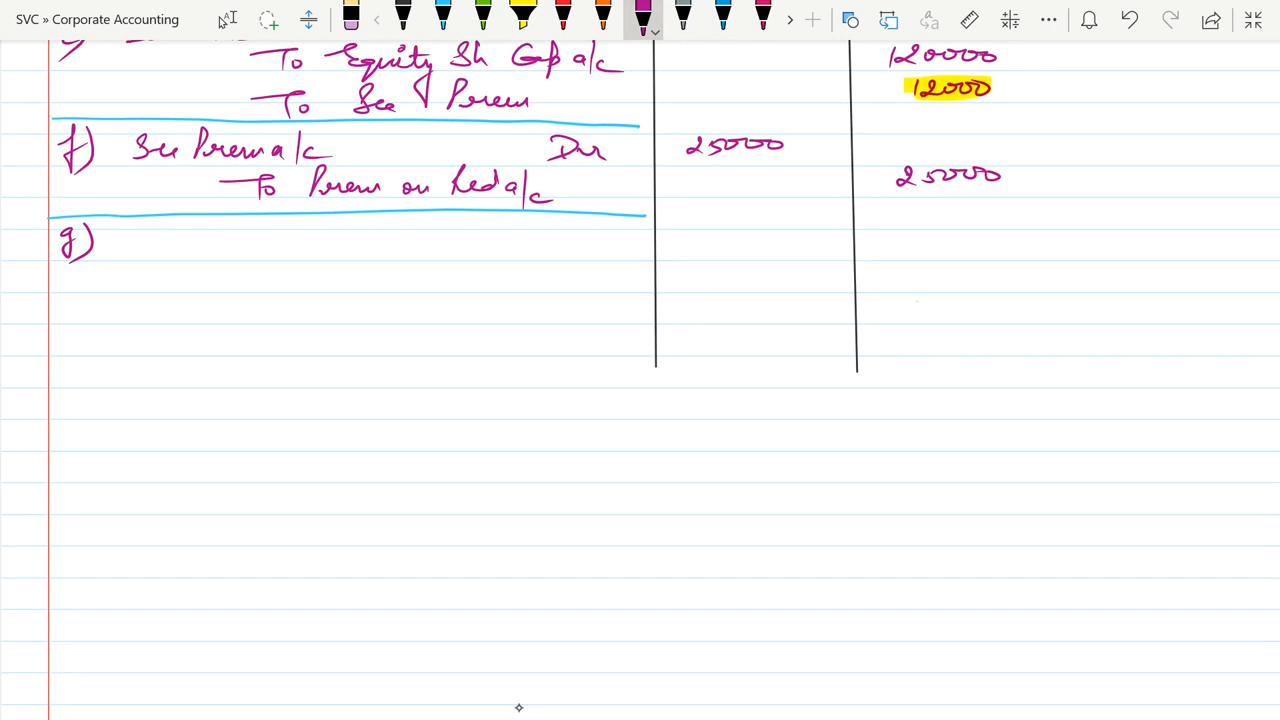 SVC » Corporate Accounting
To Equity Sh Cap a/c 120000
To Sec Prem 12000
f) Sec Prem a/c Dr 25000
To Prem on Red a/c 25000
g)